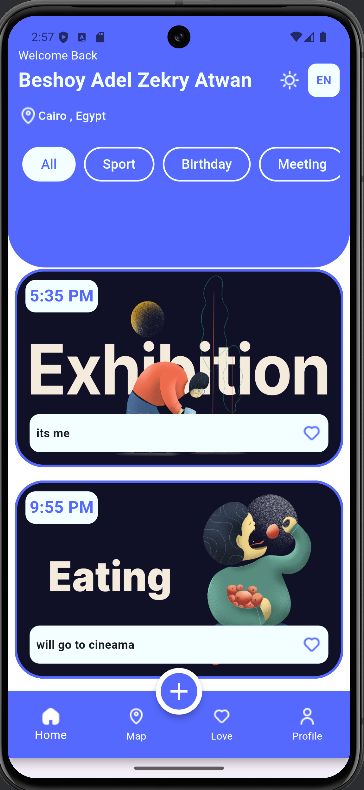 2:57
Welcome Back
Beshoy Adel Zekry Atwan
EN
Cairo , Egypt
All
Sport
Birthday
Meeting
5:35 PM
Exhibition
its me
9:55 PM
Eating
will go to cineama
Home
Map
Love
Profile